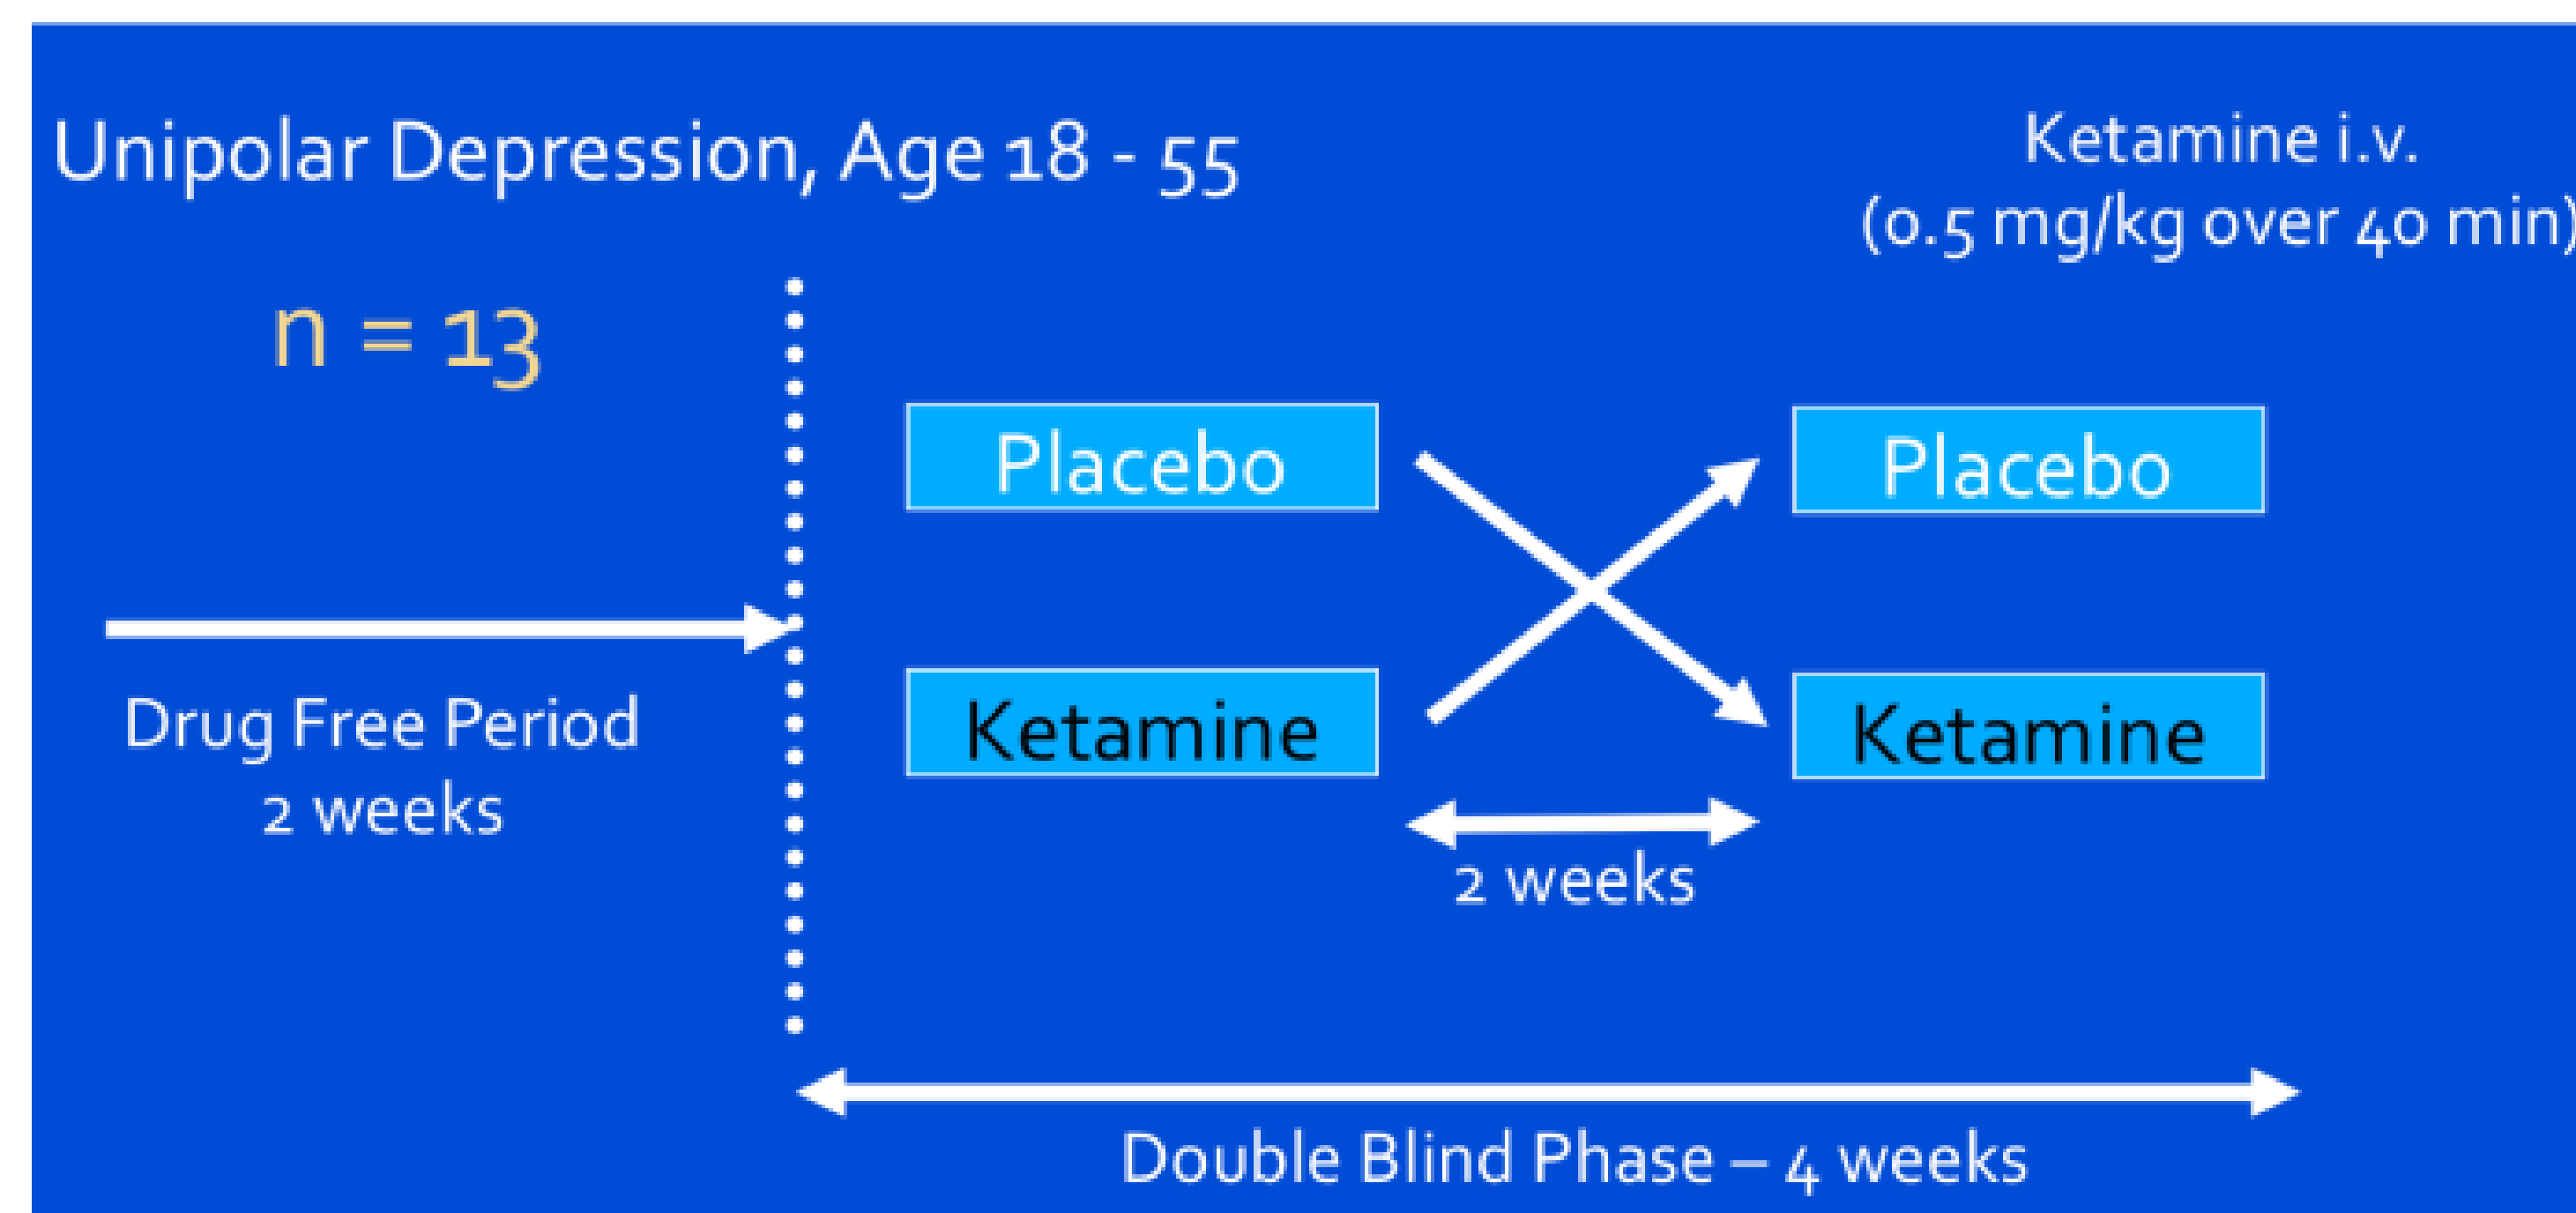 Unipolar Depression, Age 18 - 55
Ketamine i.v.
(0.5 mg/kg over 40 min)
n = 13
Placebo
Placebo
Ketamine
Ketamine
Drug Free Period
2 weeks
2 weeks
Double Blind Phase – 4 weeks